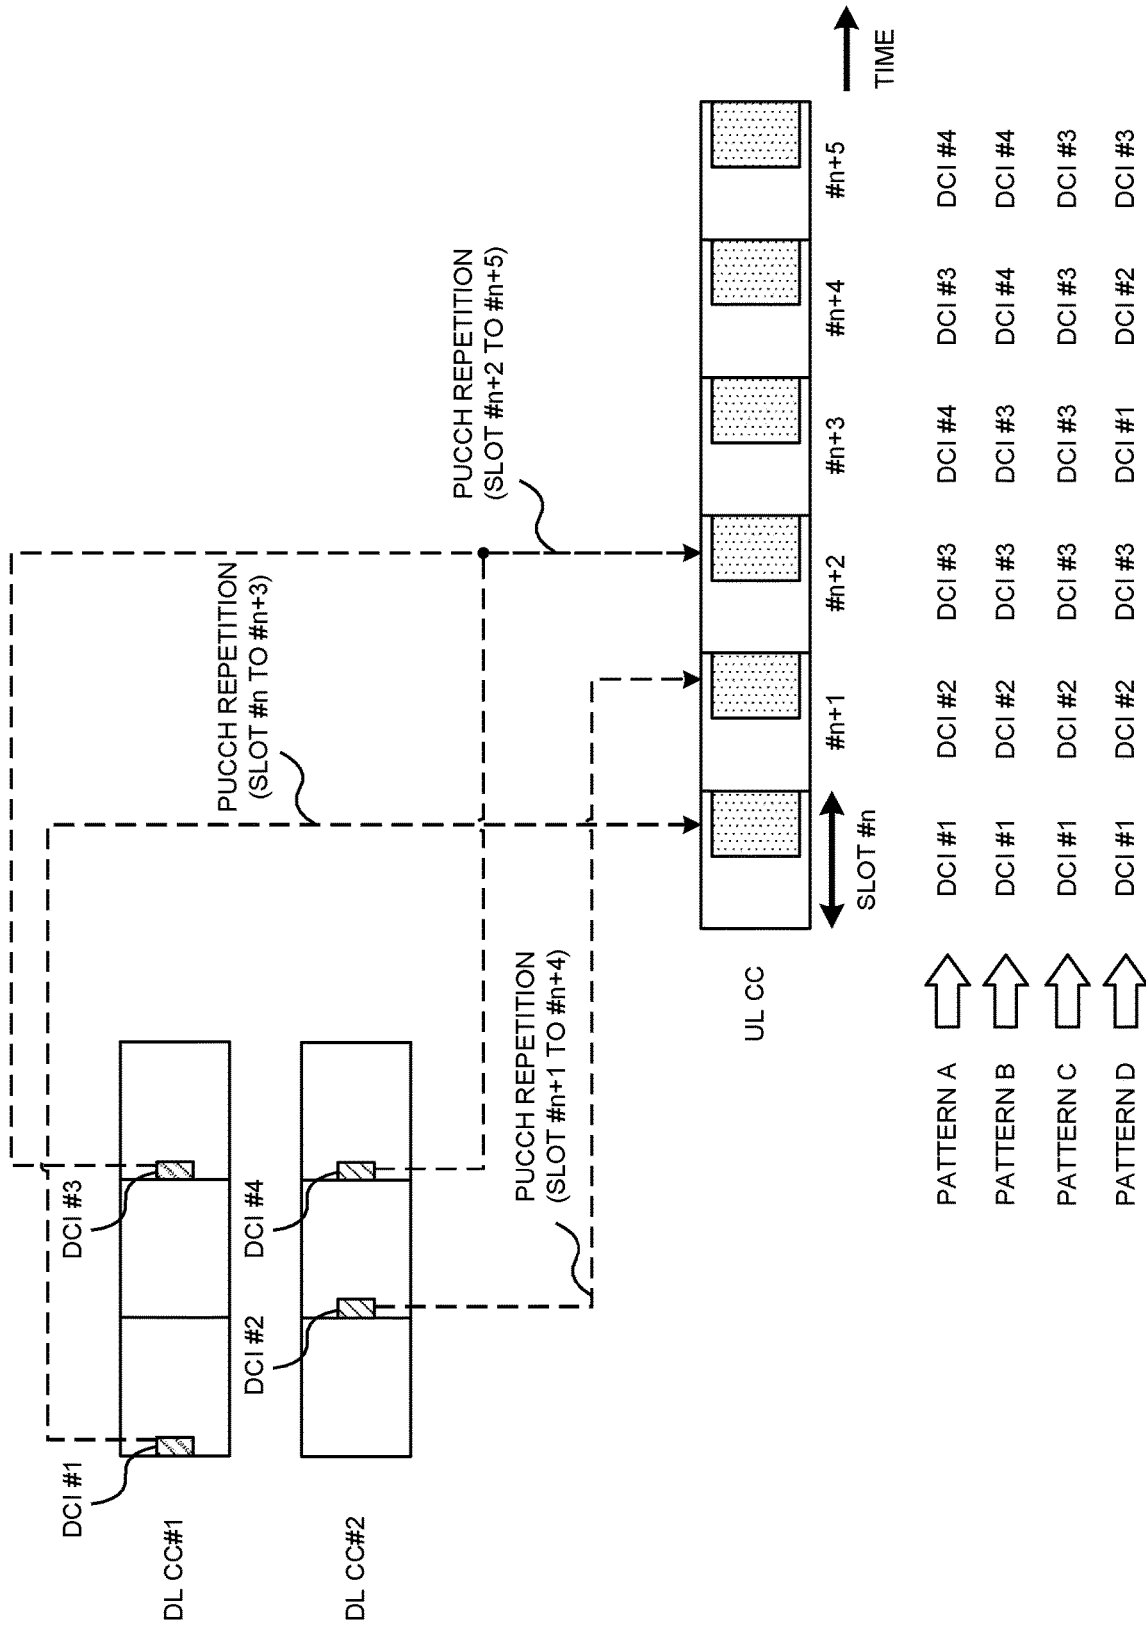 DL CC#1
DCI #1
DCI #3
PUCCH REPETITION
(SLOT #n TO #n+3)
DL CC#2
DCI #2
DCI #4
PUCCH REPETITION
(SLOT #n+2 TO #n+5)
PUCCH REPETITION
(SLOT #n+1 TO #n+4)
UL CC
SLOT #n
#n+1
#n+2
#n+3
#n+4
#n+5
TIME
PATTERN A DCI #1 DCI #2 DCI #3 DCI #4 DCI #3 DCI #4
PATTERN B DCI #1 DCI #2 DCI #3 DCI #3 DCI #4 DCI #4
PATTERN C DCI #1 DCI #2 DCI #3 DCI #3 DCI #3 DCI #3
PATTERN D DCI #1 DCI #2 DCI #3 DCI #1 DCI #2 DCI #3